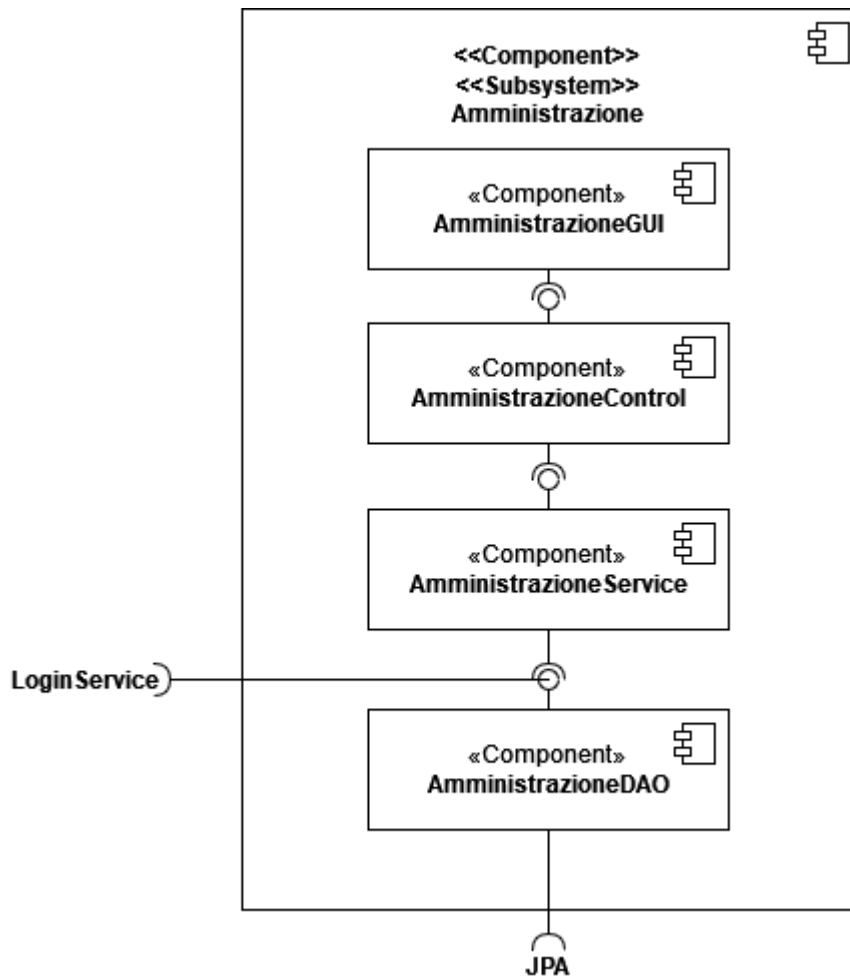 <<Component>>
<<Subsystem>>
Amministrazione
«Component»
AmministrazioneGUI
«Component»
AmministrazioneControl
«Component»
AmministrazioneService
LoginService
«Component»
AmministrazioneDAO
JPA